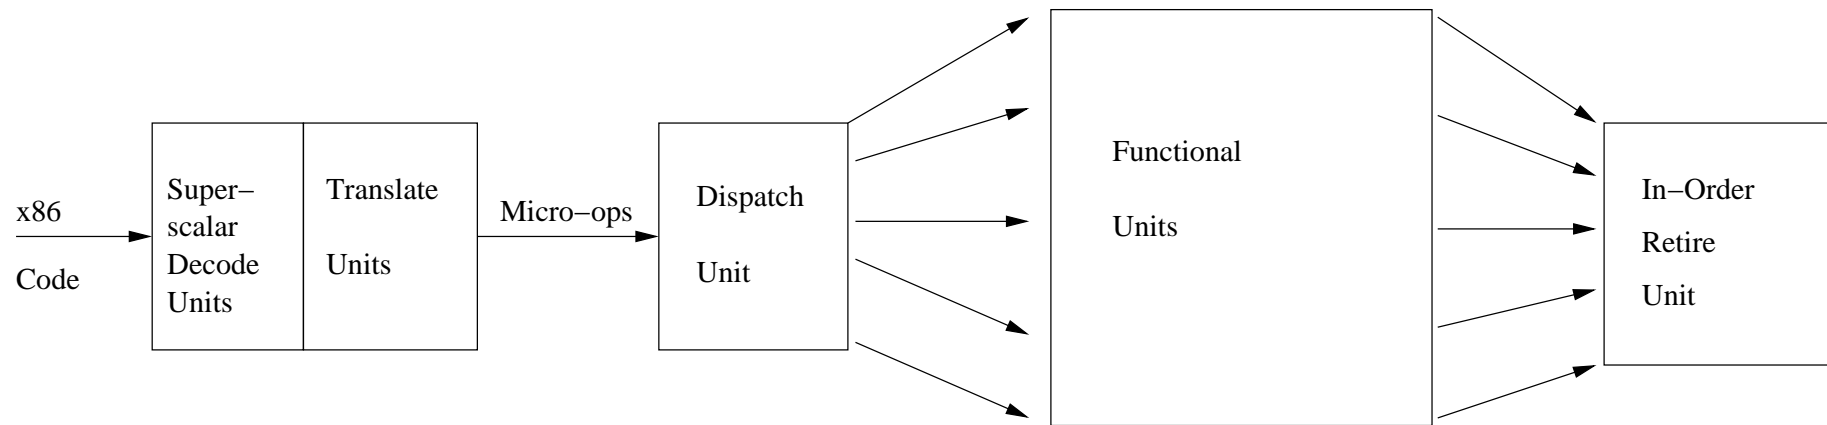 x86
Code
Super–
scalar
Decode
Units
Translate
Units
Micro–ops
Dispatch
Unit
Functional
Units
In–Order
Retire
Unit